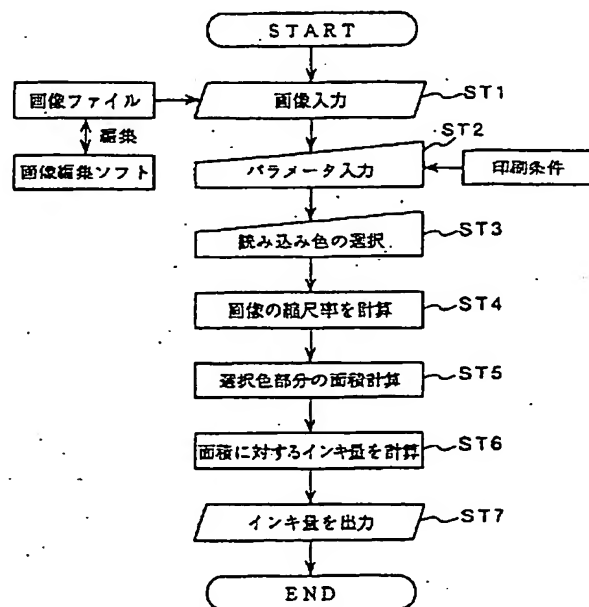 START
画像ファイル
画像入力
ST1
編集
ST2
画像編集ソフト
パラメータ入力
印刷条件
読み込み色の選択
ST3
画像の縮尺率を計算
ST4
選択色部分の面積計算
ST5
面積に対するインキ量を計算
ST6
インキ量を出力
ST7
END